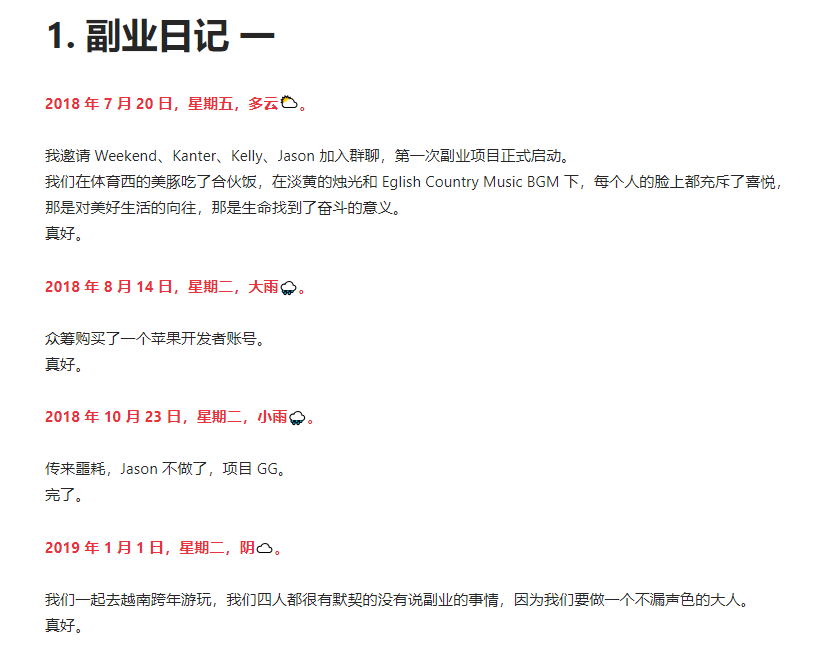 1. 副业日记 一
2018 年 7 月 20 日，星期五，多云🌤。
我邀请 Weekend、Kanter、Kelly、Jason 加入群聊，第一次副业项目正式启动。
我们在体育西的美豚吃了合伙饭，在淡黄的烛光和 Eglish Country Music BGM 下，每个人的脸上都充斥了喜悦，
那是对美好生活的向往，那是生命找到了奋斗的意义。
真好。
2018 年 8 月 14 日，星期二，大雨🌧。
众筹购买了一个苹果开发者账号。
真好。
2018 年 10 月 23 日，星期二，小雨🌧。
传来噩耗，Jason 不做了，项目 GG。
完了。
2019 年 1 月 1 日，星期二，阴☁。
我们一起去越南跨年游玩，我们四人都很有默契的没有说副业的事情，因为我们要做一个不漏声色的大人。
真好。